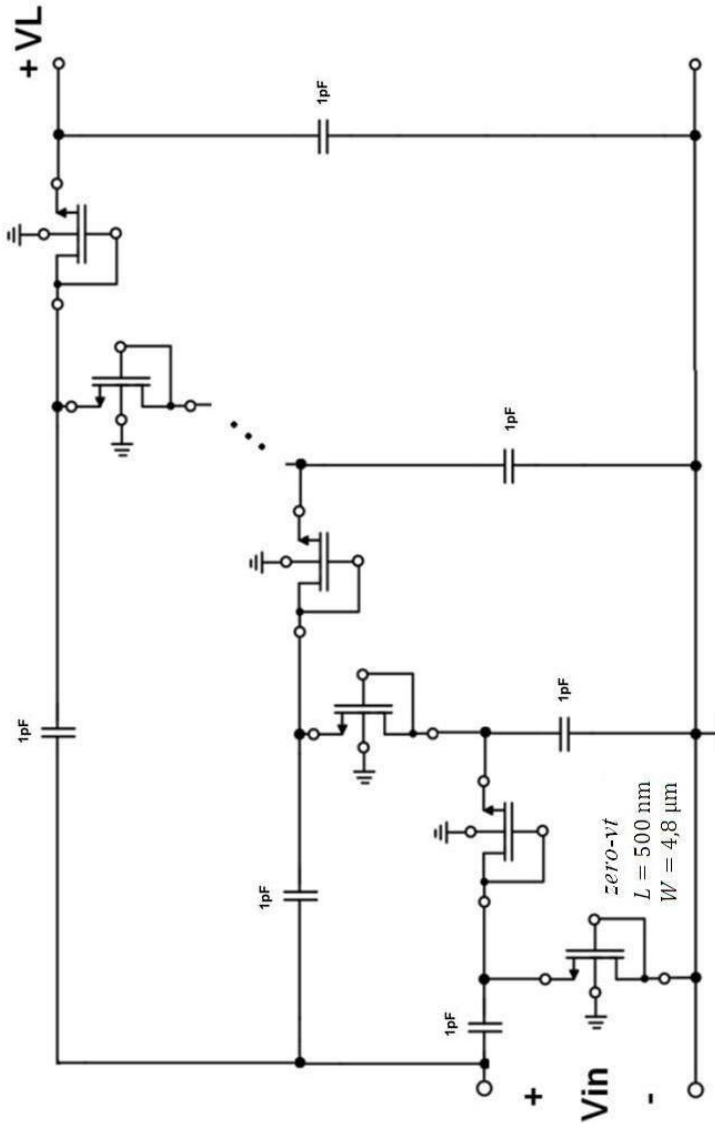 + VL
1pF
1pF
1pF
1pF
1pF
1pF
zero-vt
L = 500 nm
W = 4,8 μm
+
Vin
-